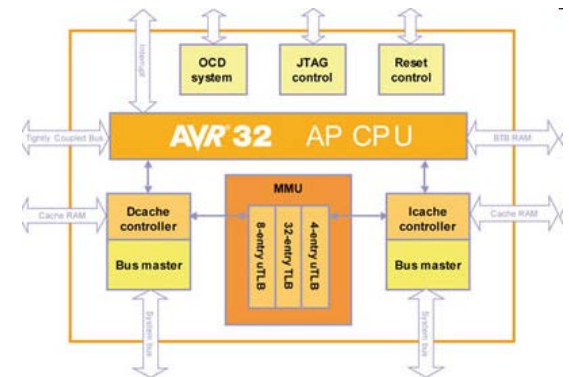 Interrupt
OCD
system
JTAG
control
Reset
control
Tightly Coupled Bus
AVR®32 AP CPU
BTB RAM
MMU
Cache RAM
Dcache
controller
Bus master
8-entry uTLB
32-entry TLB
4-entry uTLB
Icache
controller
Bus master
Cache RAM
System bus
System bus